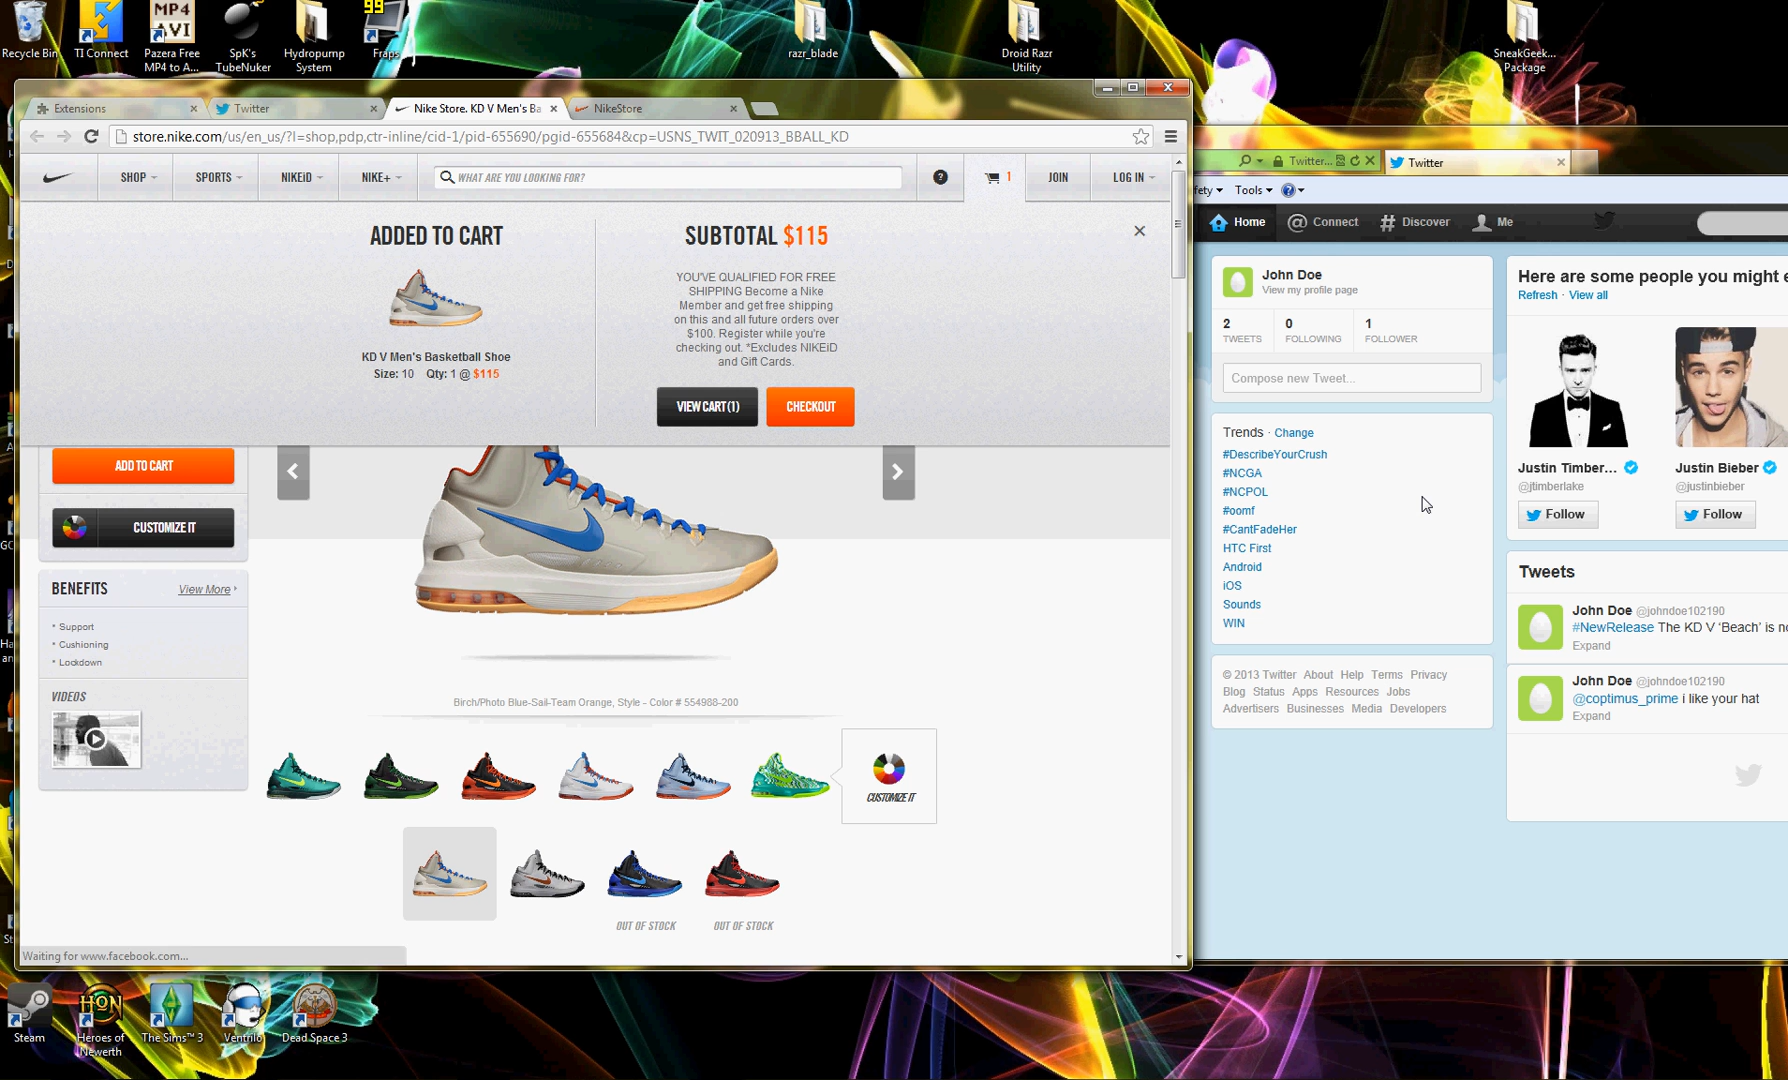 Recycle Bin
TI Connect
MP4
AVI
Pazera Free
MP4 to A...
SpK's
TubeNuker
Hydropump
System
99
Fraps
razr_blade
Droid Razr
Utility
SneakGeek...
Package
Extensions
Twitter
Nike Store. KD V Men's Ba
NikeStore
store.nike.com/us/en_us/?l=shop,pdp,ctr-inline/cid-1/pid-655690/pgid-655684&cp=USNS_TWIT_020913_BBALL_KD
SHOP
SPORTS
NIKEiD
NIKE+
WHAT ARE YOU LOOKING FOR?
1
JOIN
LOG IN
ADDED TO CART
KD V Men's Basketball Shoe
Size: 10 Qty: 1 @ $115
SUBTOTAL $115
YOU'VE QUALIFIED FOR FREE
SHIPPING Become a Nike
Member and get free shipping
on this and all future orders over
$100. Register while you're
checking out. *Excludes NIKEiD
and Gift Cards.
VIEW CART (1)
CHECKOUT
ADD TO CART
CUSTOMIZE IT
BENEFITS
View More
* Support
* Cushioning
* Lockdown
VIDEOS
Birch/Photo Blue-Sail-Team Orange, Style - Color # 554988-200
CUSTOMIZE IT
OUT OF STOCK
OUT OF STOCK
Waiting for www.facebook.com...
Twitter...
Twitter
fety
Tools
Home
Connect
Discover
Me
John Doe
View my profile page
2
TWEETS
0
FOLLOWING
1
FOLLOWER
Compose new Tweet...
Trends · Change
#DescribeYourCrush
#NCGA
#NCPOL
#oomf
#CantFadeHer
HTC First
Android
iOS
Sounds
WIN
© 2013 Twitter About Help Terms Privacy
Blog Status Apps Resources Jobs
Advertisers Businesses Media Developers
Here are some people you might e
Refresh · View all
Justin Timber...
@jtimberlake
Follow
Justin Bieber
@justinbieber
Follow
Tweets
John Doe @johndoe102190
#NewRelease The KD V 'Beach' is ne
Expand
John Doe @johndoe102190
@coptimus_prime i like your hat
Expand
Steam
HON
Heroes of
Newerth
The Sims™ 3
Ventrilo
Dead Space 3